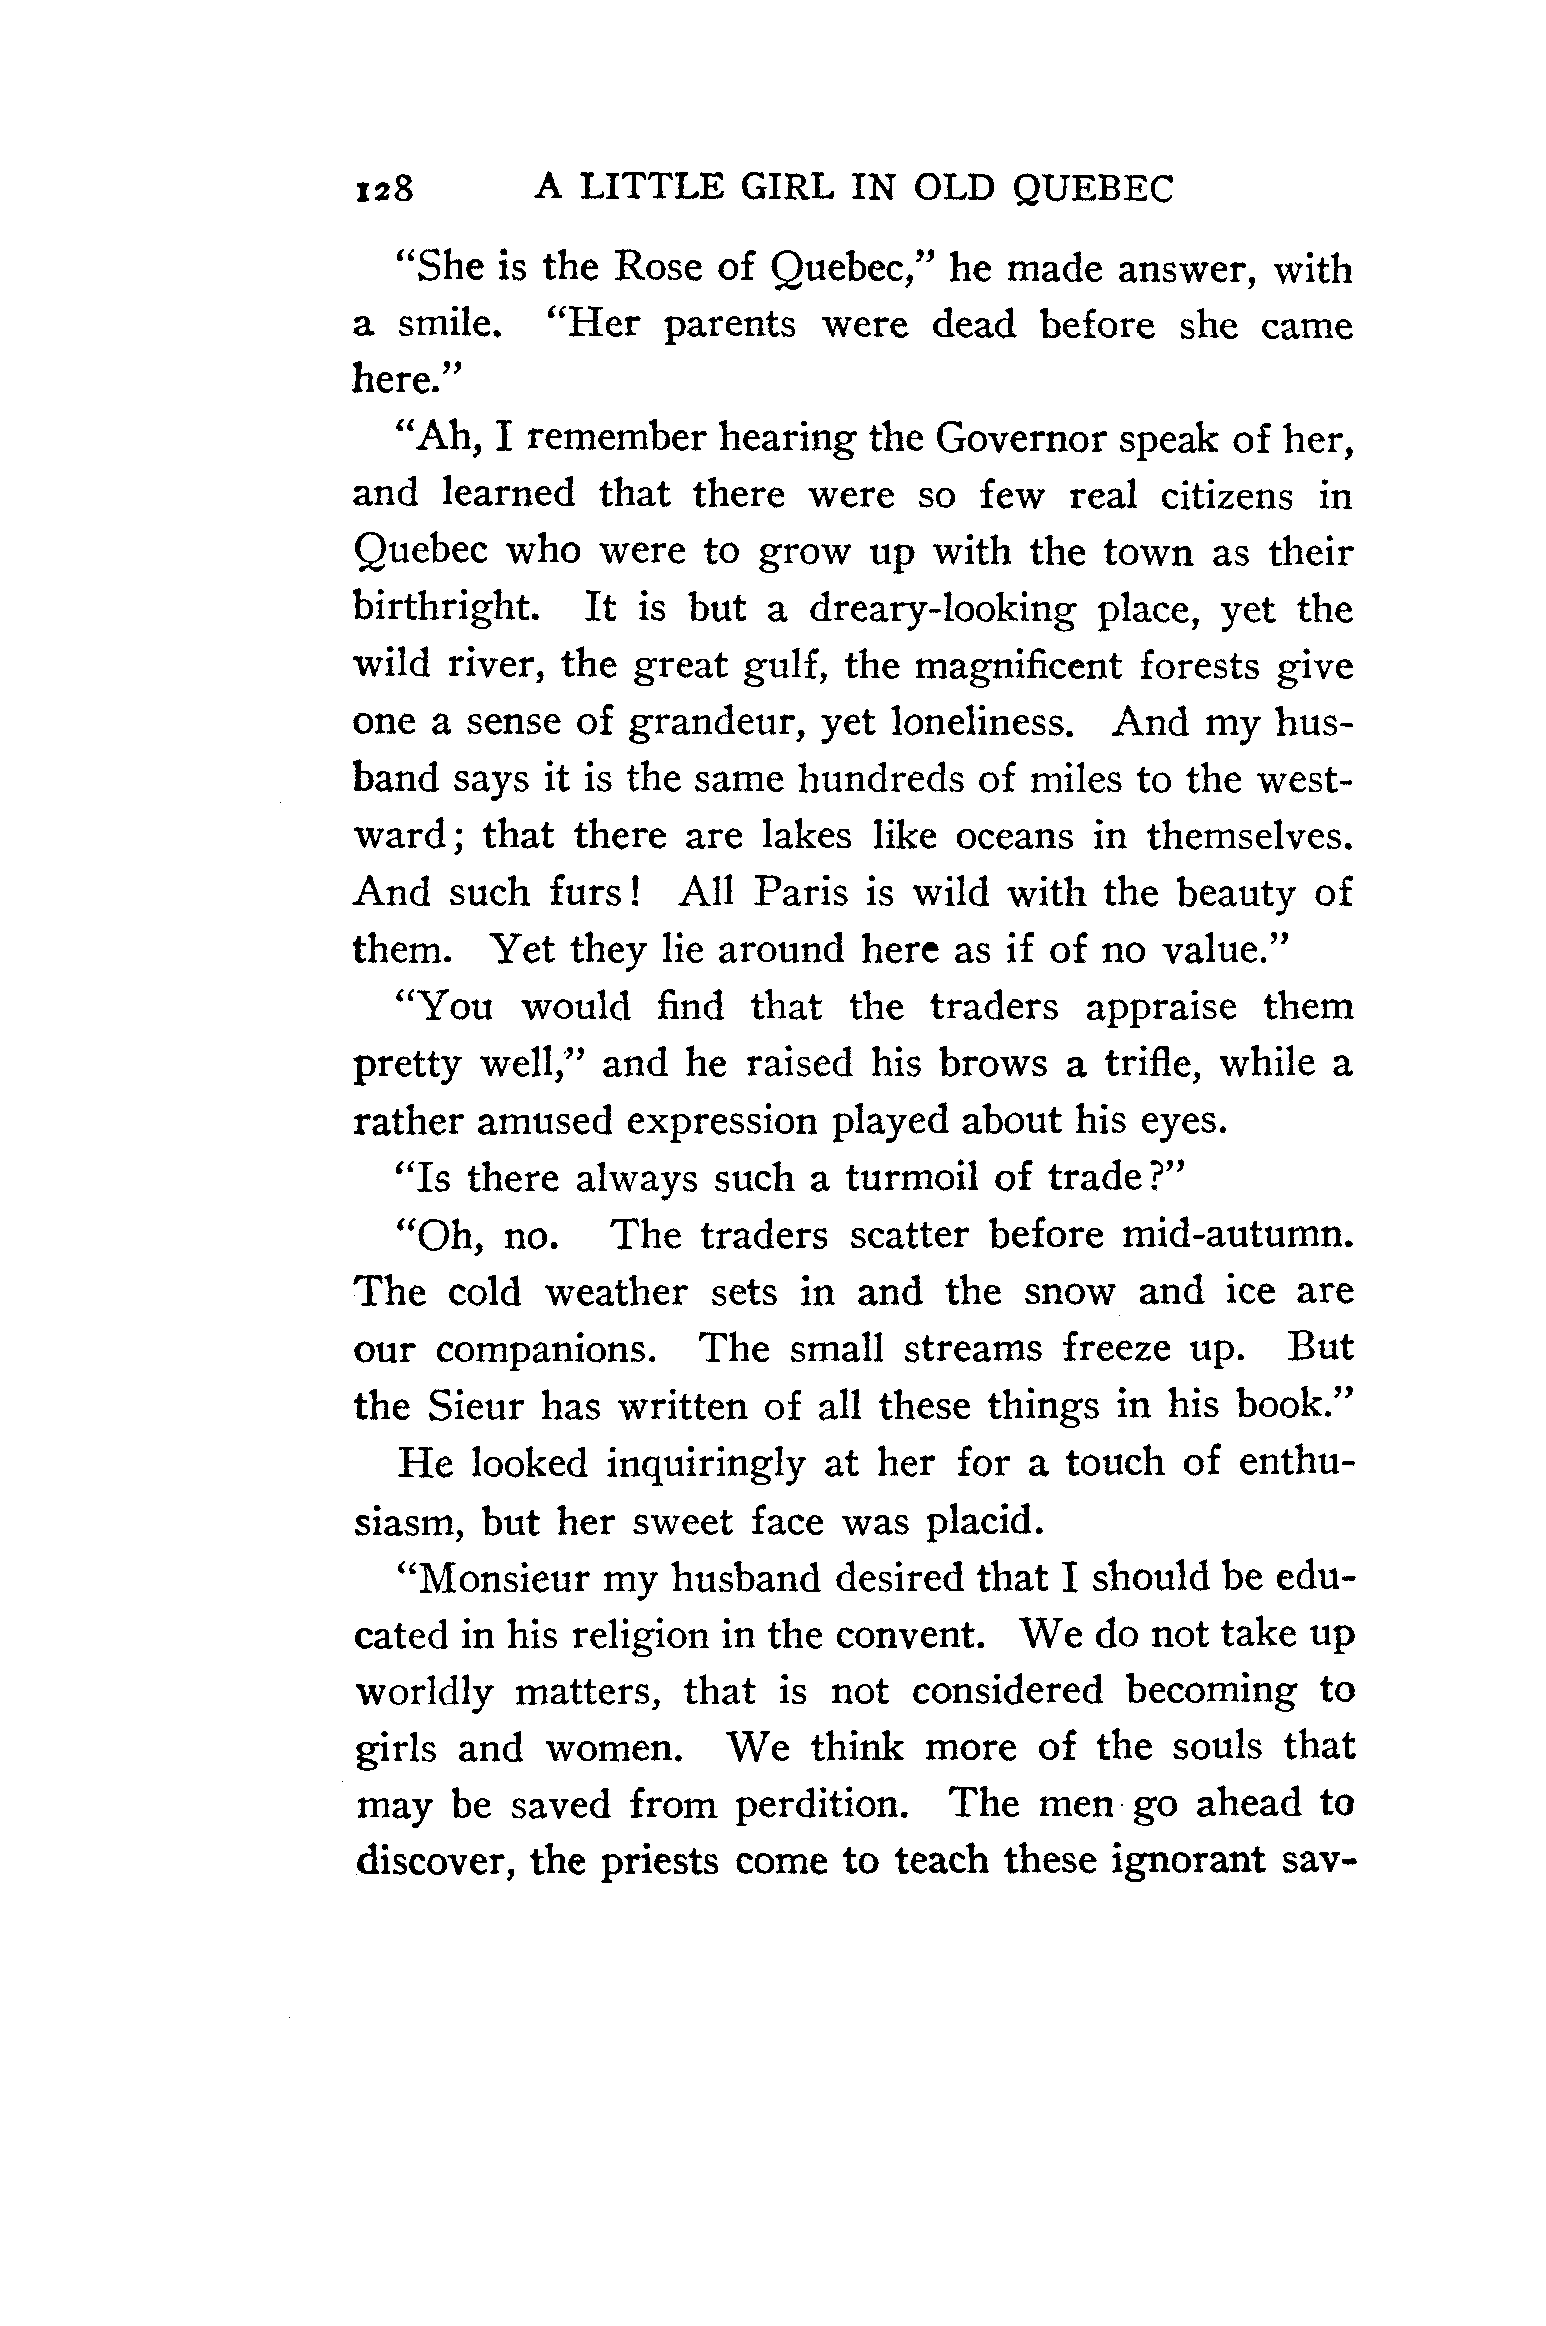 128 A LITTLE GIRL IN OLD QUEBEC
“She is the Rose of Quebec,” he made answer, with
a smile. “Her parents were dead before she came
here.”
“Ah, I remember hearing the Governor speak of her,
and learned that there were so few real citizens in
Quebec who were to grow up with the town as their
birthright. It is but a dreary-looking place, yet the
wild river, the great gulf, the magnificent forests give
one a sense of grandeur, yet loneliness. And my hus-
band says it is the same hundreds of miles to the west-
ward; that there are lakes like oceans in themselves.
And such furs! All Paris is wild with the beauty of
them. Yet they lie around here as if of no value.”
“You would find that the traders appraise them
pretty well,” and he raised his brows a trifle, while a
rather amused expression played about his eyes.
“Is there always such a turmoil of trade?”
“Oh, no. The traders scatter before mid-autumn.
The cold weather sets in and the snow and ice are
our companions. The small streams freeze up. But
the Sieur has written of all these things in his book.”
He looked inquiringly at her for a touch of enthu-
siasm, but her sweet face was placid.
“Monsieur my husband desired that I should be edu-
cated in his religion in the convent. We do not take up
worldly matters, that is not considered becoming to
girls and women. We think more of the souls that
may be saved from perdition. The men go ahead to
discover, the priests come to teach these ignorant sav-